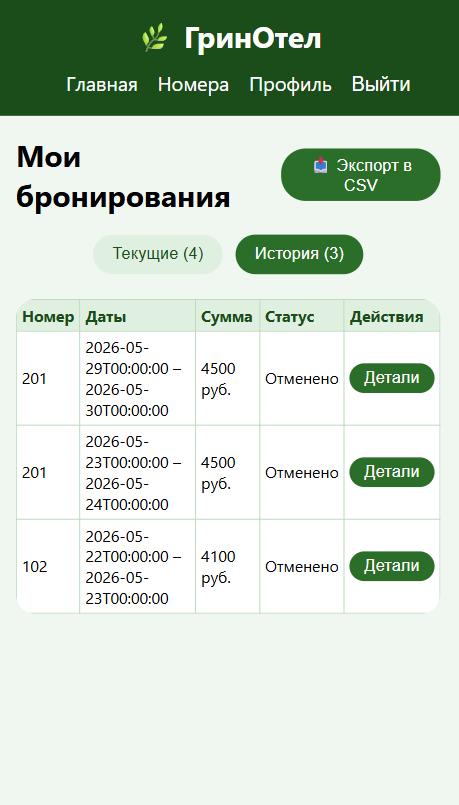 ГринОтел
Главная Номера Профиль Выйти
Мои
бронирования
Экспорт в
CSV
Текущие (4) История (3)
Номер Даты Сумма Статус Действия
201 2026-05-29T00:00:00 – 2026-05-30T00:00:00 4500 руб. Отменено Детали
201 2026-05-23T00:00:00 – 2026-05-24T00:00:00 4500 руб. Отменено Детали
102 2026-05-22T00:00:00 – 2026-05-23T00:00:00 4100 руб. Отменено Детали